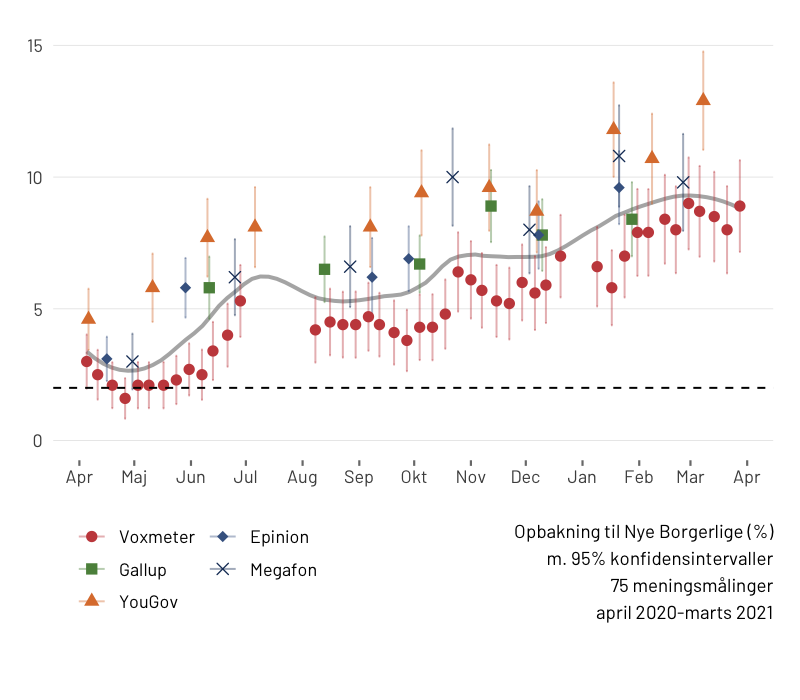 15
10
5
0
Apr Maj Jun Jul Aug Sep Okt Nov Dec Jan Feb Mar Apr
Voxmeter Epinion
Gallup Megafon
YouGov
Opbakning til Nye Borgerlige (%)
m. 95% konfidensintervaller
75 meningsmålinger
april 2020-marts 2021